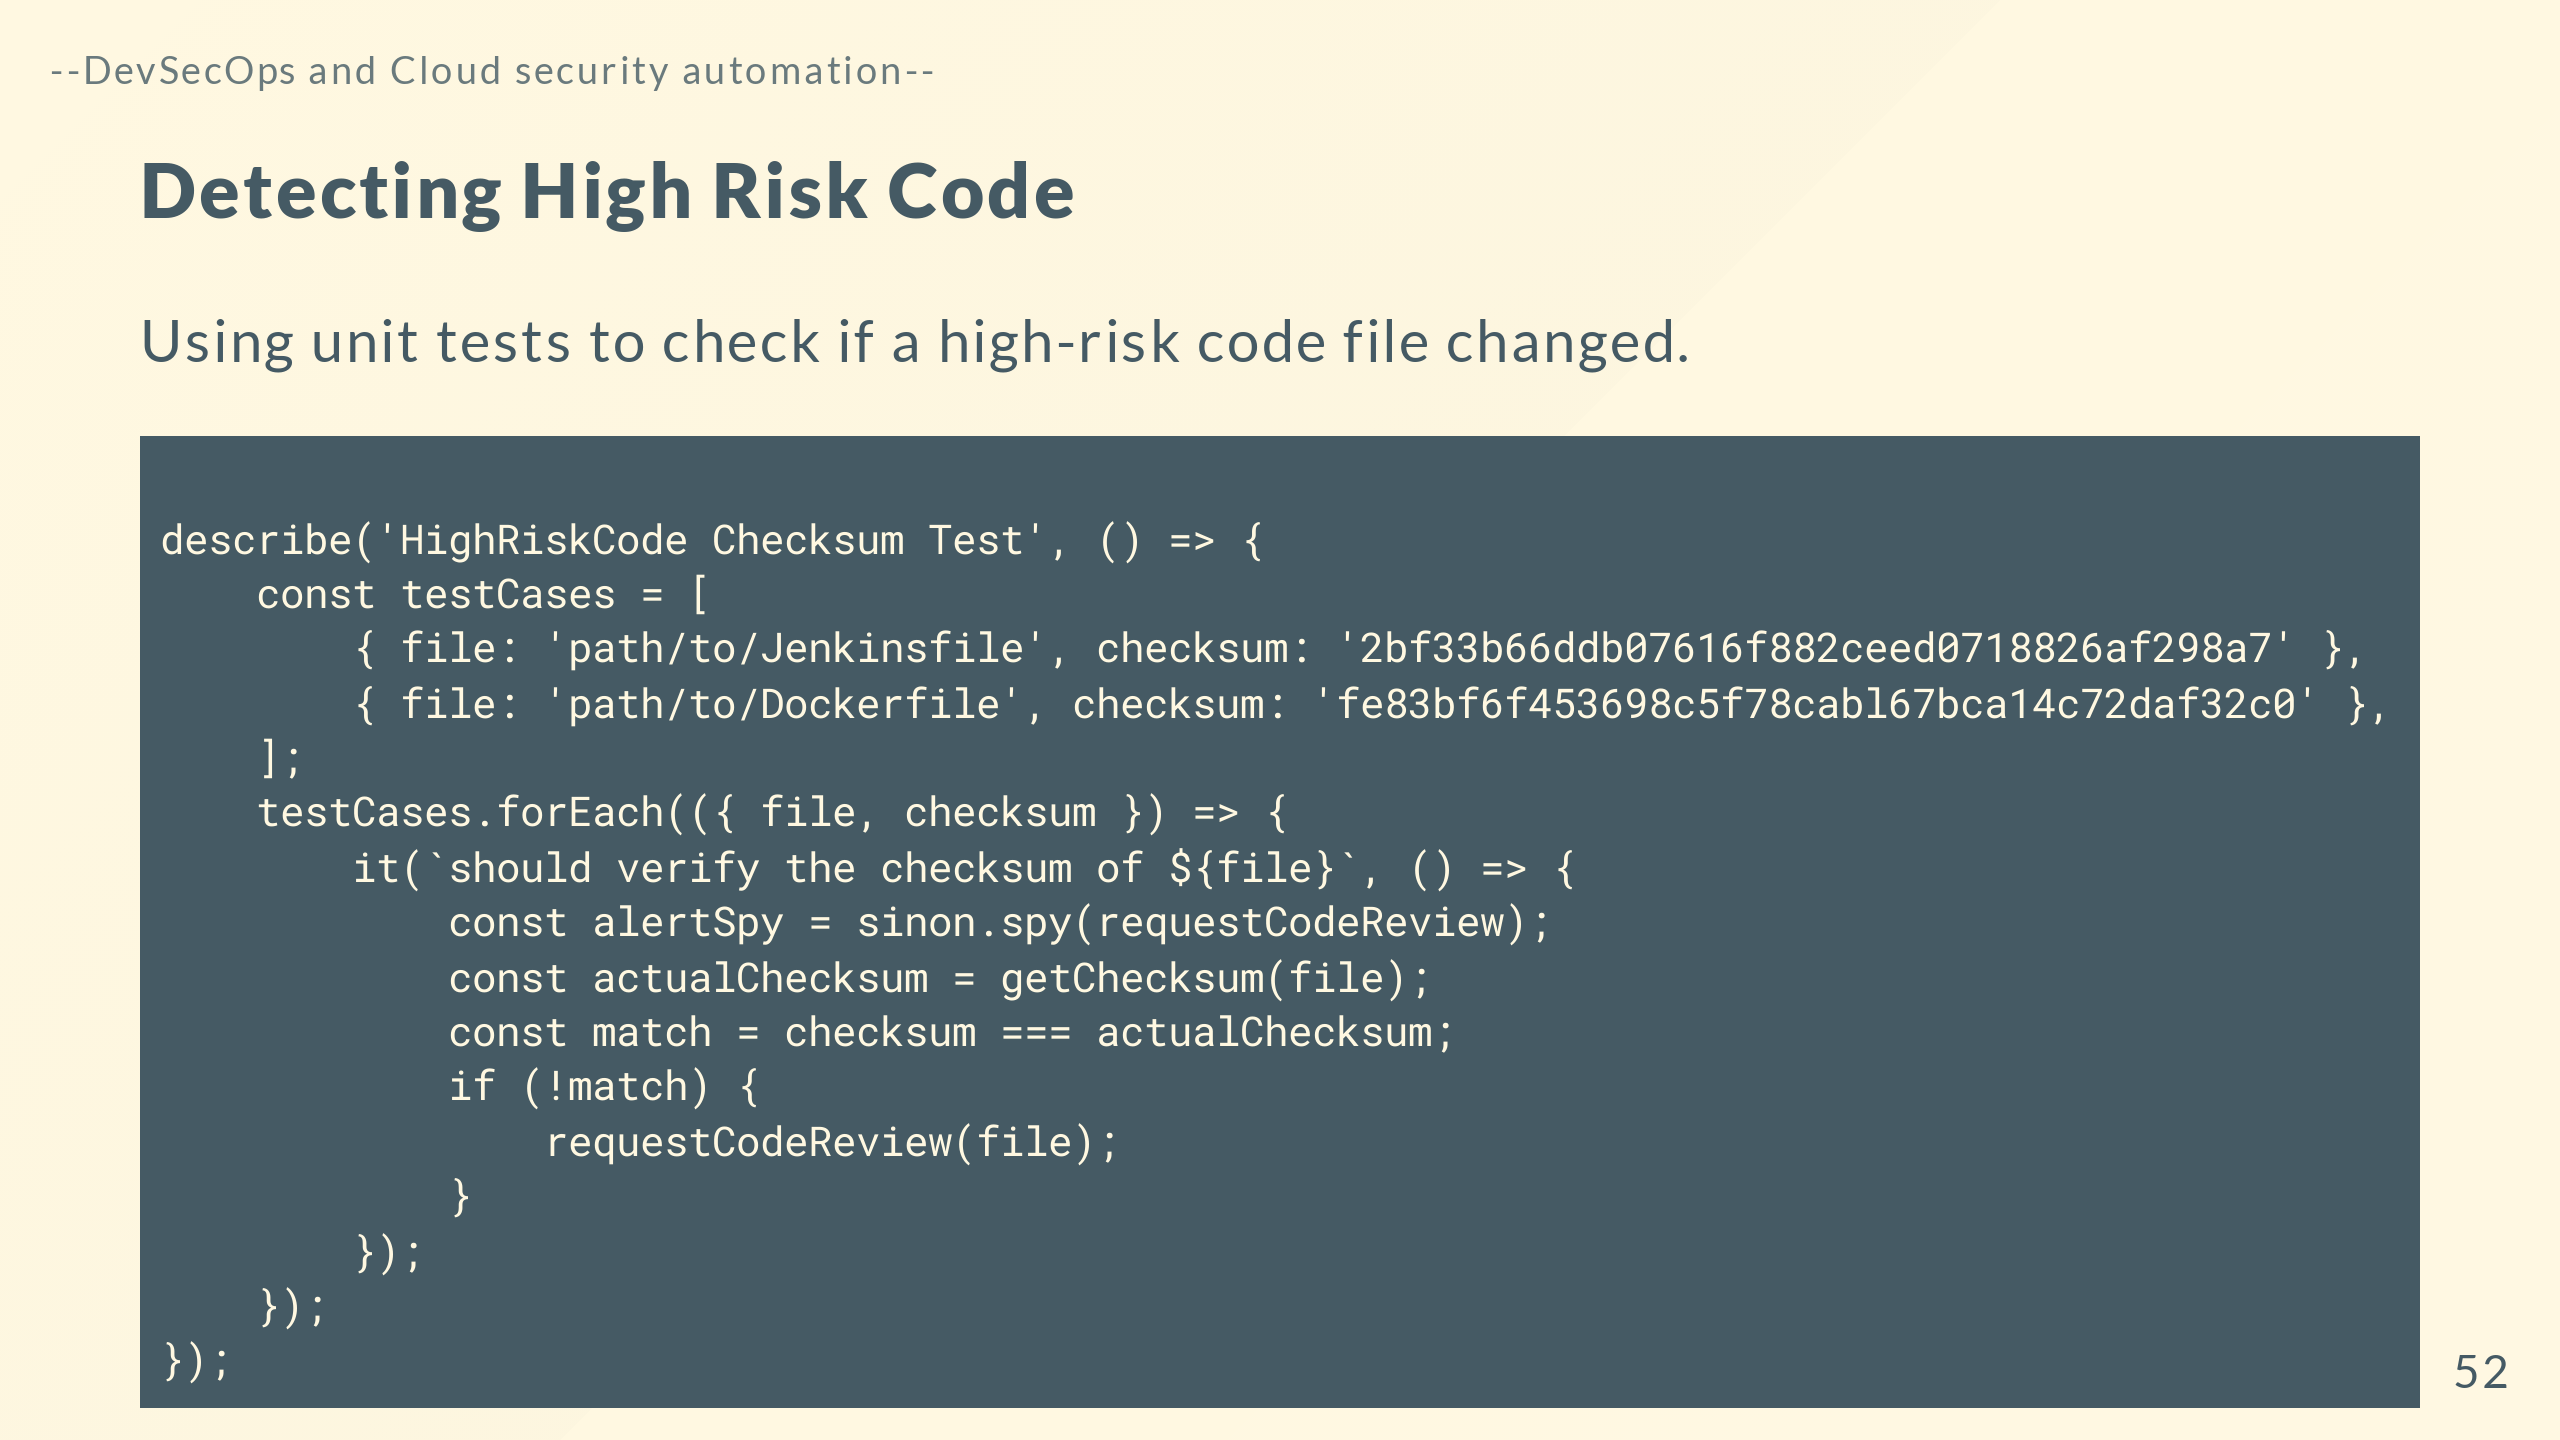 --DevSecOps and Cloud security automation--
Detecting High Risk Code
Using unit tests to check if a high-risk code file changed.
describe('HighRiskCode Checksum Test', () => {
    const testCases = [
        { file: 'path/to/Jenkinsfile', checksum: '2bf33b66ddb07616f882ceed0718826af298a7' },
        { file: 'path/to/Dockerfile', checksum: 'fe83bf6f453698c5f78cabl67bca14c72daf32c0' },
    ];
    testCases.forEach(({ file, checksum }) => {
        it(`should verify the checksum of ${file}`, () => {
            const alertSpy = sinon.spy(requestCodeReview);
            const actualChecksum = getChecksum(file);
            const match = checksum === actualChecksum;
            if (!match) {
                requestCodeReview(file);
            }
        });
    });
});
52